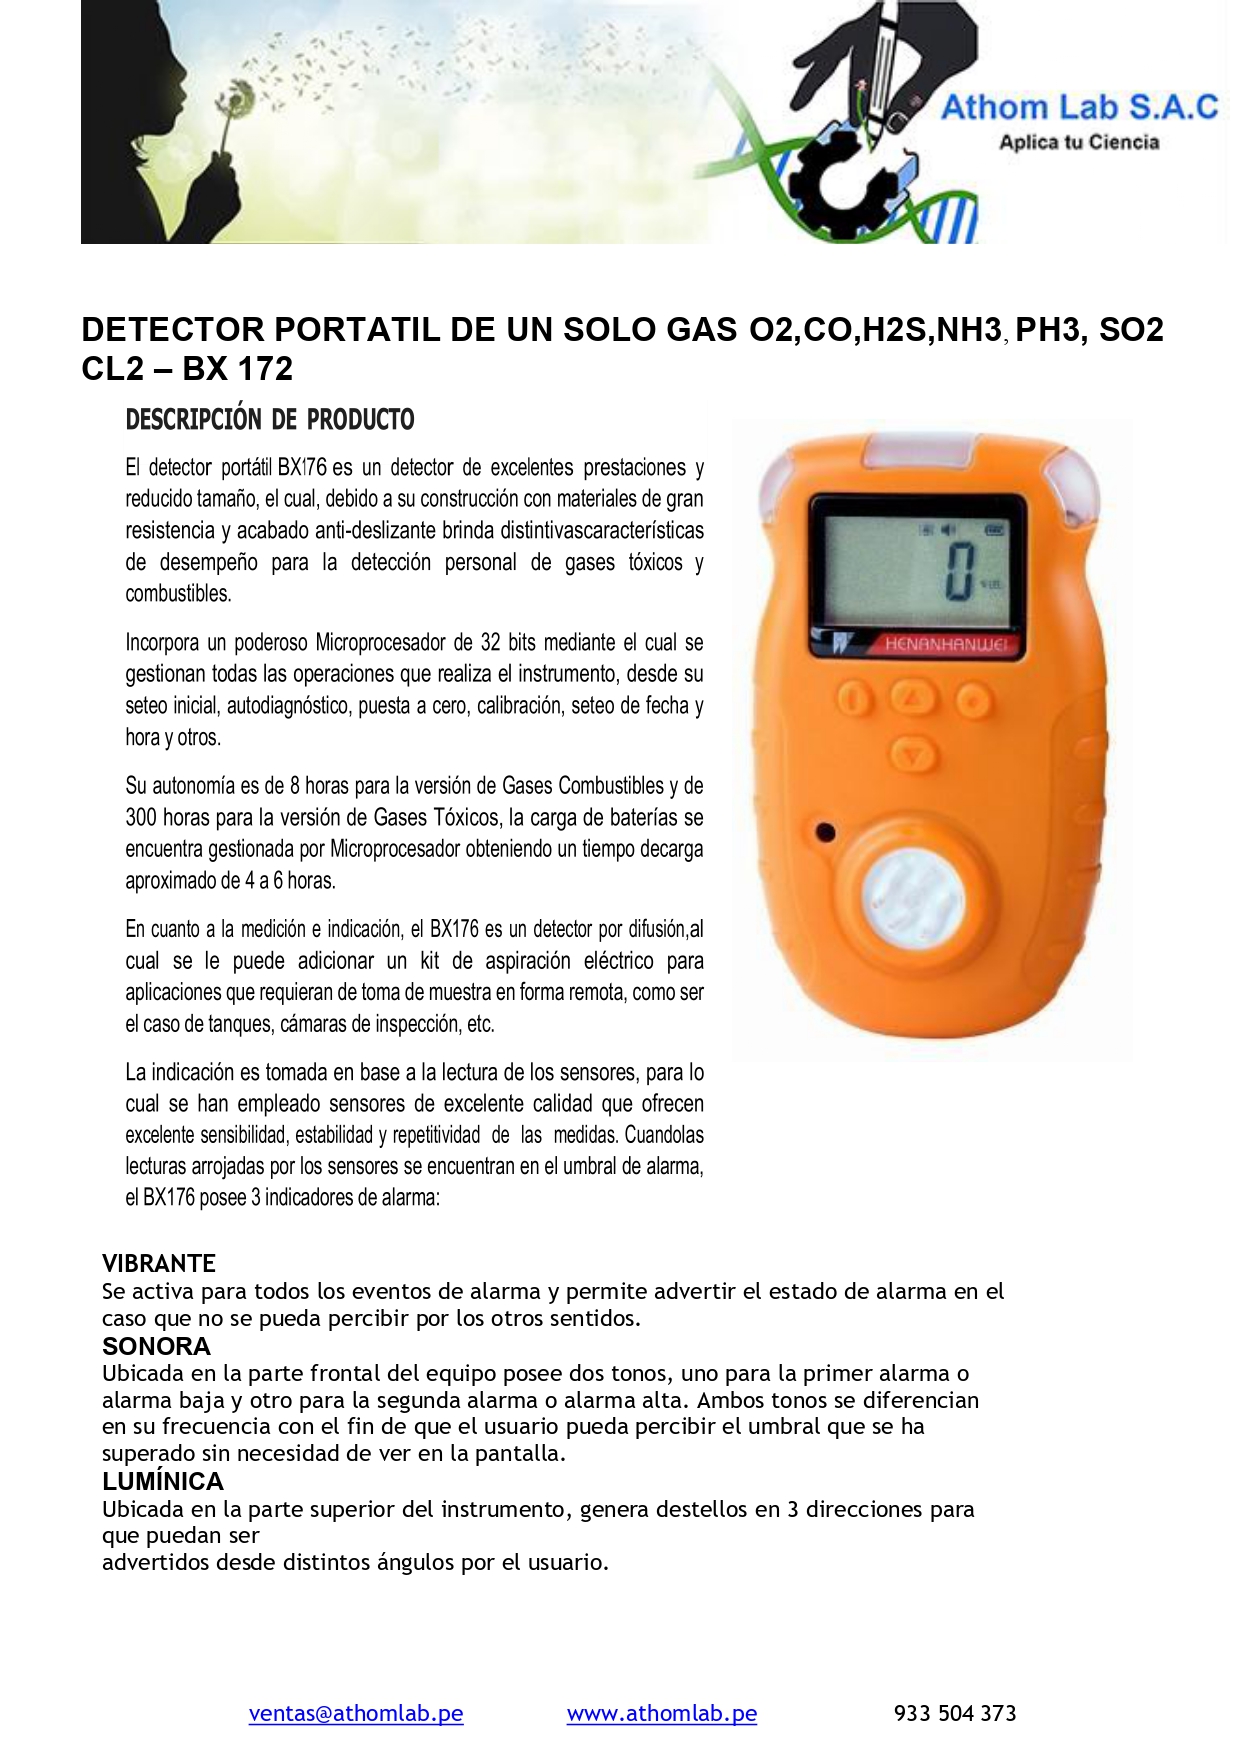 Athom Lab S.A.C
Aplica tu Ciencia
DETECTOR PORTATIL DE UN SOLO GAS O2,CO,H2S,NH3, PH3, SO2
CL2 – BX 172
DESCRIPCIÓN DE PRODUCTO
El detector portátil BX176 es un detector de excelentes prestaciones y
reducido tamaño, el cual, debido a su construcción con materiales de gran
resistencia y acabado anti-deslizante brinda distintivascaracterísticas
de desempeño para la detección personal de gases tóxicos y
combustibles.
Incorpora un poderoso Microprocesador de 32 bits mediante el cual se
gestionan todas las operaciones que realiza el instrumento, desde su
seteo inicial, autodiagnóstico, puesta a cero, calibración, seteo de fecha y
hora y otros.
Su autonomía es de 8 horas para la versión de Gases Combustibles y de
300 horas para la versión de Gases Tóxicos, la carga de baterías se
encuentra gestionada por Microprocesador obteniendo un tiempo decarga
aproximado de 4 a 6 horas.
En cuanto a la medición e indicación, el BX176 es un detector por difusión,al
cual se le puede adicionar un kit de aspiración eléctrico para
aplicaciones que requieran de toma de muestra en forma remota, como ser
el caso de tanques, cámaras de inspección, etc.
La indicación es tomada en base a la lectura de los sensores, para lo
cual se han empleado sensores de excelente calidad que ofrecen
excelente sensibilidad, estabilidad y repetitividad de las medidas. Cuandolas
lecturas arrojadas por los sensores se encuentran en el umbral de alarma,
el BX176 posee 3 indicadores de alarma:
0
HENANHANWEI
VIBRANTE
Se activa para todos los eventos de alarma y permite advertir el estado de alarma en el
caso que no se pueda percibir por los otros sentidos.
SONORA
Ubicada en la parte frontal del equipo posee dos tonos, uno para la primer alarma o
alarma baja y otro para la segunda alarma o alarma alta. Ambos tonos se diferencian
en su frecuencia con el fin de que el usuario pueda percibir el umbral que se ha
superado sin necesidad de ver en la pantalla.
LUMÍNICA
Ubicada en la parte superior del instrumento, genera destellos en 3 direcciones para
que puedan ser
advertidos desde distintos ángulos por el usuario.
ventas@athomlab.pe www.athomlab.pe 933 504 373